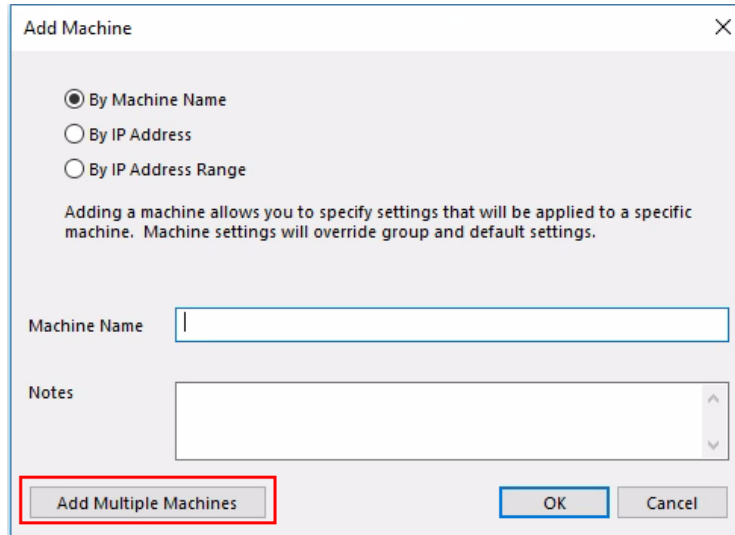 Add Machine
By Machine Name
By IP Address
By IP Address Range
Adding a machine allows you to specify settings that will be applied to a specific
machine.  Machine settings will override group and default settings.
Machine Name
Notes
Add Multiple Machines
OK
Cancel